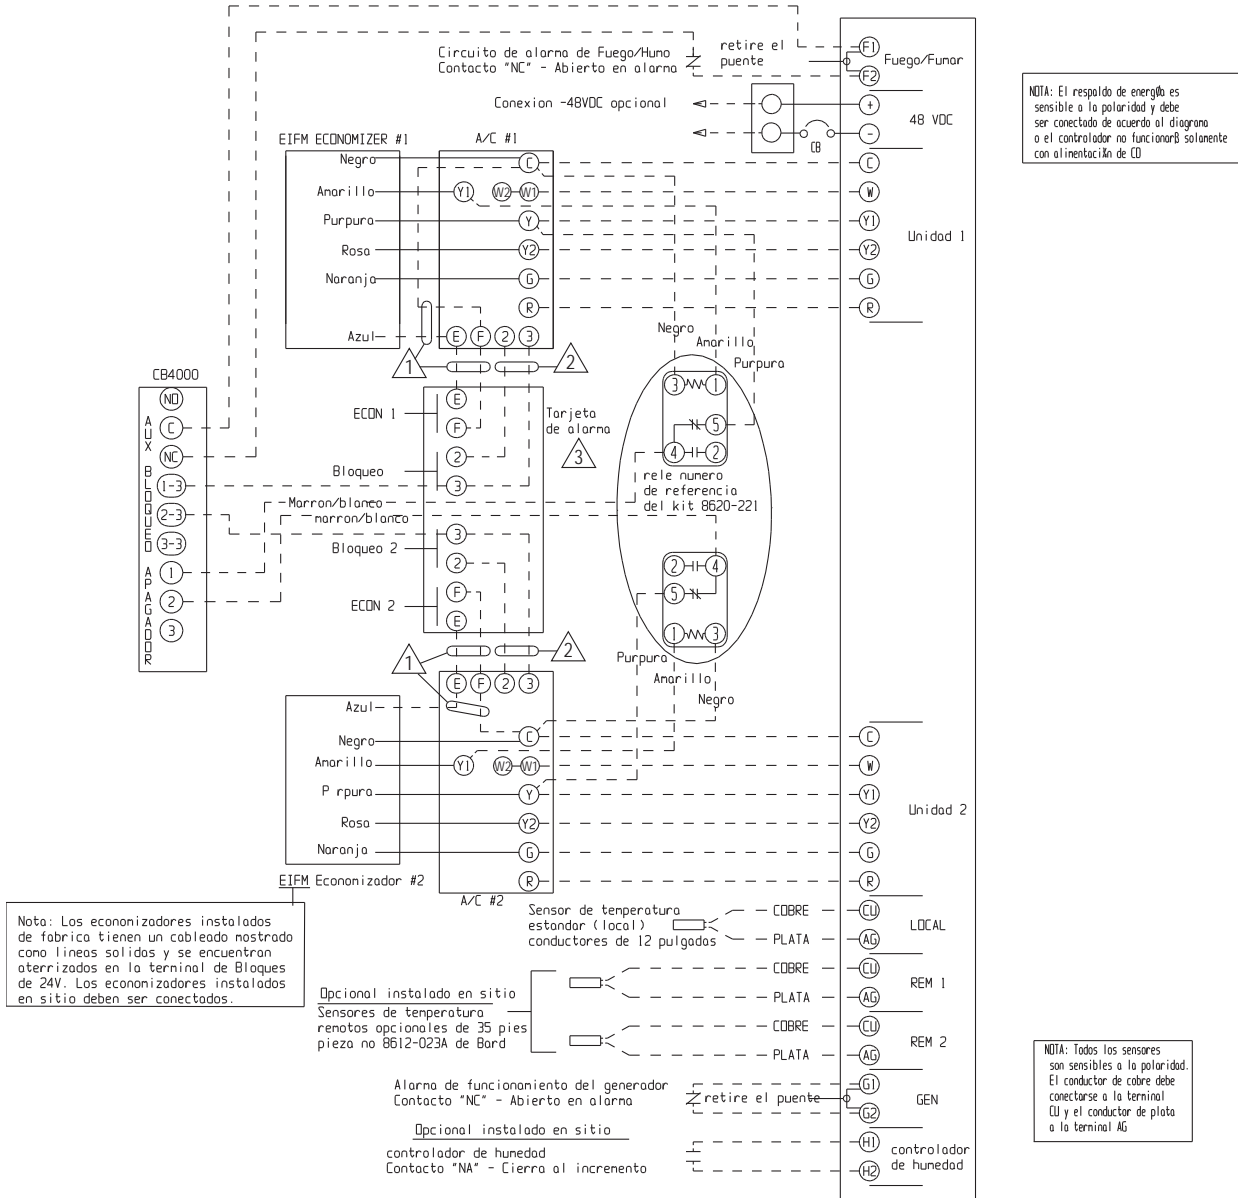 Circuito de alarma de Fuego/Humo
Contacto "NC" - Abierto en alarma
retire el
puente
F1
F2
Fuego/Fumar
Conexion -48VDC opcional
+
-
48 VDC
CB
NOTA: El respaldo de energØa es
sensible a la polaridad y debe
ser conectado de acuerdo al diagrama
o el controlador no funcionarß solamente
con alimentaciXn de CD
EIFM ECONOMIZER #1
A/C #1
Negro
Amarillo
Purpura
Rosa
Naranja
Azul
C
Y1
W2
W1
Y
Y2
G
R
E
F
2
3
C
W
Y1
Y2
G
R
Unidad 1
1
2
Negro
Amarillo
Purpura
3
1
5
4
2
rele numero
de referencia
del kit 8620-221
CB4000
NO
C
NC
1-3
2-3
3-3
1
2
3
AUX
BLOQUEO
APAGADOR
ECON 1
Bloqueo
Bloqueo 2
ECON 2
E
F
2
3
3
2
F
E
Tarjeta
de alarma
3
Marron/blanco
marron/blanco
2
4
5
1
3
Purpura
Amarillo
Negro
1
2
E
F
2
3
Azul
Negro
Amarillo
P rpura
Rosa
Naranja
C
Y1
W2
W1
Y
Y2
G
R
EIFM Economizador #2
A/C #2
C
W
Y1
Y2
G
R
Unidad 2
Nota: Los economizadores instalados
de fabrica tienen un cableado mostrado
como lineas solidas y se encuentran
aterrizados en la terminal de Bloques
de 24V. Los economizadores instalados
en sitio deben ser conectados.
Sensor de temperatura
estandar (local)
conductores de 12 pulgadas
COBRE
PLATA
CU
AG
LOCAL
Opcional instalado en sitio
Sensores de temperatura
remotos opcionales de 35 pies
pieza no 8612-023A de Bard
COBRE
PLATA
CU
AG
REM 1
COBRE
PLATA
CU
AG
REM 2
Alarma de funcionamiento del generador
Contacto "NC" - Abierto en alarma
retire el puente
G1
G2
GEN
Opcional instalado en sitio
controlador de humedad
Contacto "NA" - Cierra al incremento
H1
H2
controlador
de humedad
NOTA: Todos los sensores
son sensibles a la polaridad.
El conductor de cobre debe
conectarse a la terminal
CU y el conductor de plata
a la terminal AG